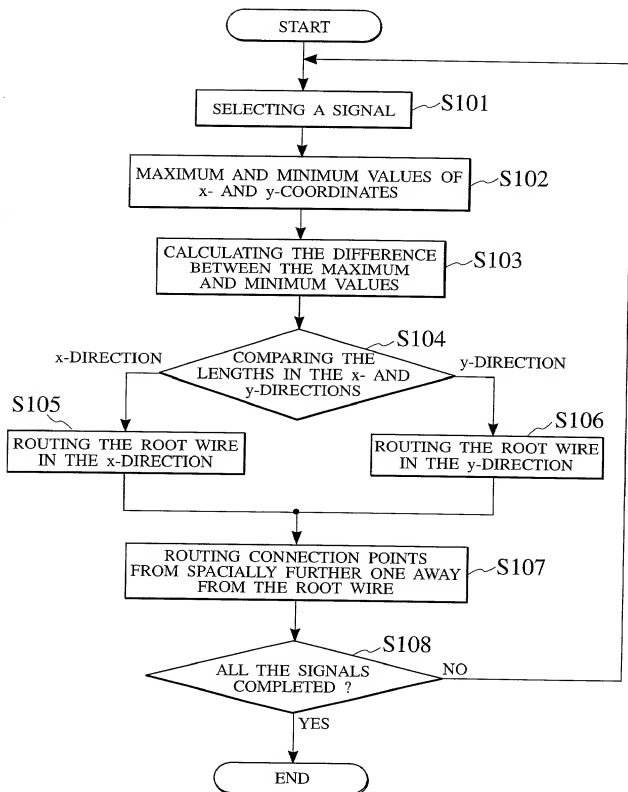 START
SELECTING A SIGNAL
S101
MAXIMUM AND MINIMUM VALUES OF
x- AND y-COORDINATES
S102
CALCULATING THE DIFFERENCE
BETWEEN THE MAXIMUM
AND MINIMUM VALUES
S103
S104
x-DIRECTION
COMPARING THE
LENGTHS IN THE x- AND
y-DIRECTIONS
y-DIRECTION
S105
ROUTING THE ROOT WIRE
IN THE x-DIRECTION
S106
ROUTING THE ROOT WIRE
IN THE y-DIRECTION
ROUTING CONNECTION POINTS
FROM SPACIALLY FURTHER ONE AWAY
FROM THE ROOT WIRE
S107
S108
ALL THE SIGNALS
COMPLETED ?
NO
YES
END